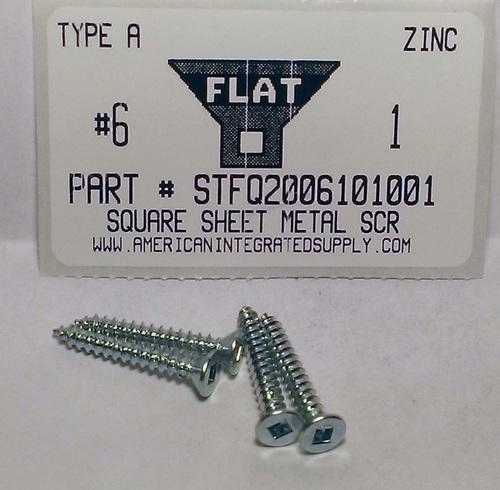 TYPE A ZINC
FLAT
#6 1
PART # STFQ2006101001
SQUARE SHEET METAL SCR
WWW.AMERICANINTEGRATEDSUPPLY.COM